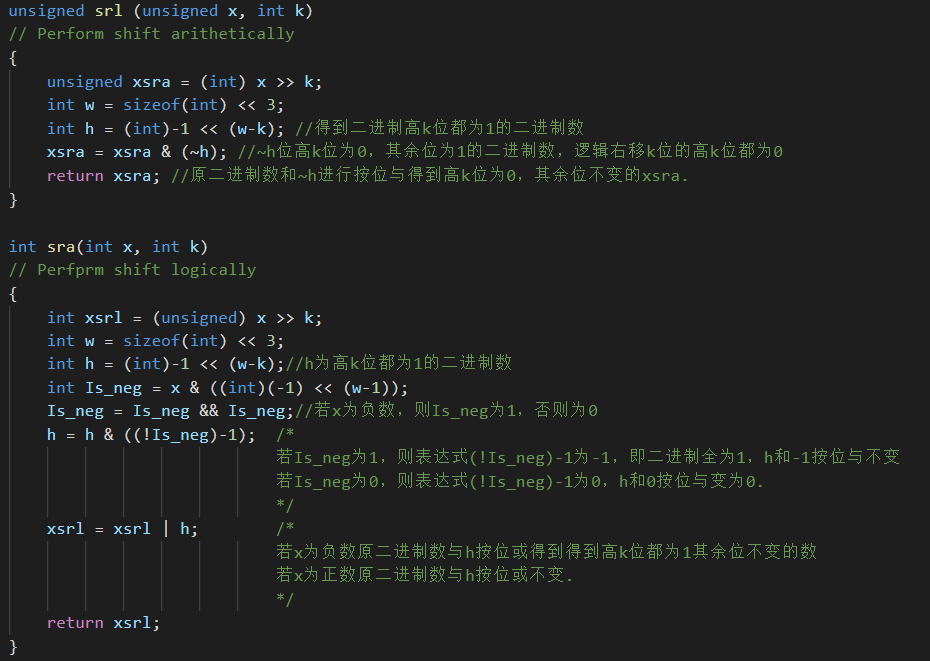 unsigned srl (unsigned x, int k)
// Perform shift arithetically
{
    unsigned xsra = (int) x >> k;
    int w = sizeof(int) << 3;
    int h = (int)-1 << (w-k); //得到二进制高k位都为1的二进制数
    xsra = xsra & (~h); //~h位高k位为0，其余位为1的二进制数，逻辑右移k位的高k位都为0
    return xsra; //原二进制数和~h进行按位与得到高k位为0，其余位不变的xsra.
}
int sra(int x, int k)
// Perfprm shift logically
{
    int xsrl = (unsigned) x >> k;
    int w = sizeof(int) << 3;
    int h = (int)-1 << (w-k);//h为高k位都为1的二进制数
    int Is_neg = x & ((int)(-1) << (w-1));
    Is_neg = Is_neg && Is_neg;//若x为负数，则Is_neg为1，否则为0
    h = h & ((!Is_neg)-1);  /*
                            若Is_neg为1，则表达式(!Is_neg)-1为-1，即二进制全为1，h和-1按位与不变
                            若Is_neg为0，则表达式(!Is_neg)-1为0，h和0按位与变为0.
                            */
    xsrl = xsrl | h;        /*
                            若x为负数原二进制数与h按位或得到得到高k位都为1其余位不变的数
                            若x为正数原二进制数与h按位或不变.
                            */
    return xsrl;
}